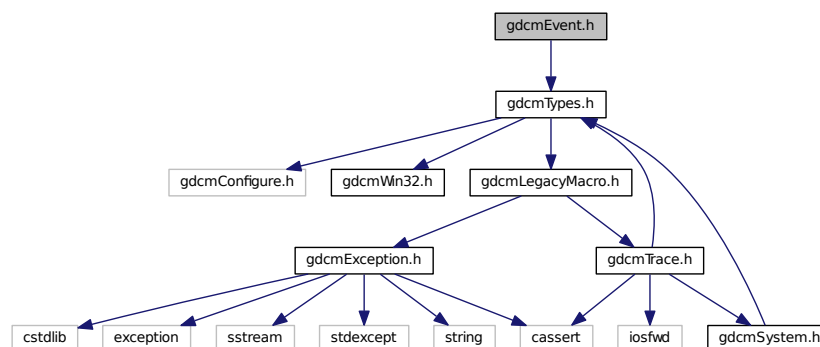 gdcmEvent.h
gdcmTypes.h
gdcmConfigure.h
gdcmWin32.h
gdcmLegacyMacro.h
gdcmException.h
gdcmTrace.h
cstdlib
exception
sstream
stdexcept
string
cassert
iosfwd
gdcmSystem.h